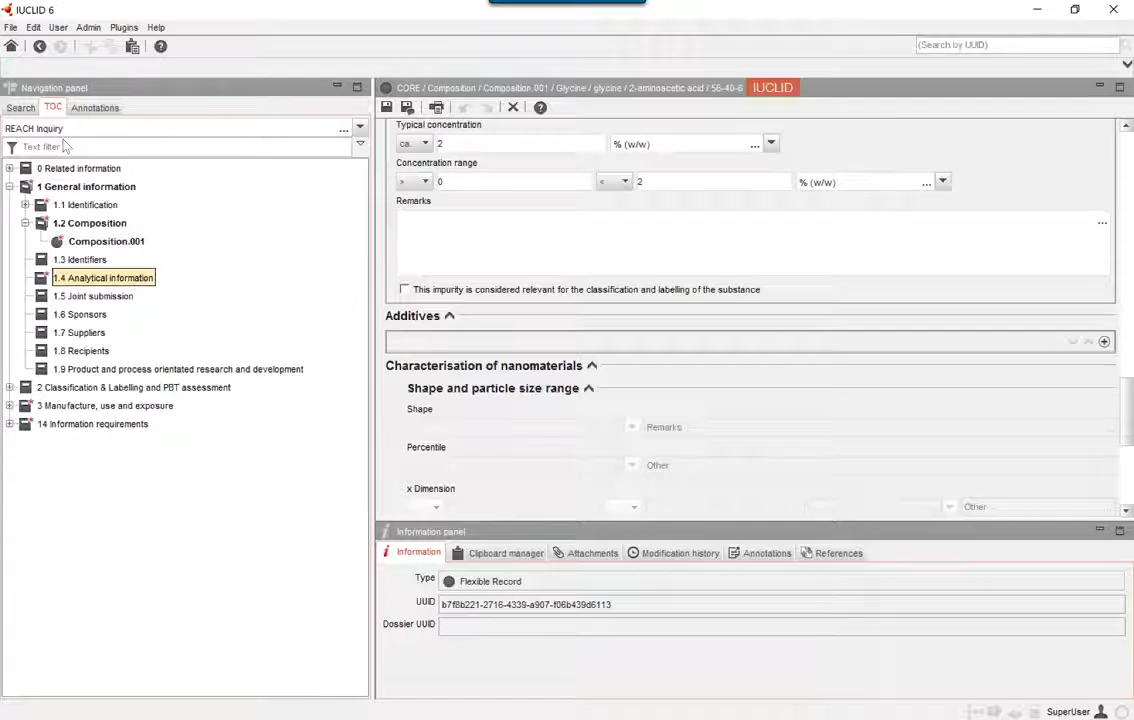 IUCLID 6
File Edit User Admin Plugins Help
(Search by UUID)
Navigation panel
CORE / Composition / Composition.001 / Glycine / glycine / 2-aminoacetic acid / 56-40-6 IUCLID
Search TOC Annotations
REACH Inquiry ...
Text filter
0 Related information
1 General information
1.1 Identification
1.2 Composition
Composition.001
1.3 Identifiers
1.4 Analytical information
1.5 Joint submission
1.6 Sponsors
1.7 Suppliers
1.8 Recipients
1.9 Product and process orientated research and development
2 Classification & Labelling and PBT assessment
3 Manufacture, use and exposure
14 Information requirements
Typical concentration
ca. 2 % (w/w) ...
Concentration range
> 0 < 2 % (w/w) ...
Remarks
...
This impurity is considered relevant for the classification and labelling of the substance
Additives
Characterisation of nanomaterials
Shape and particle size range
Shape
Remarks
Percentile
Other
x Dimension
Other
Information panel
Information Clipboard manager Attachments Modification history Annotations References
Type Flexible Record
UUID b7f8b221-2716-4339-a907-f06b439d6113
Dossier UUID
SuperUser